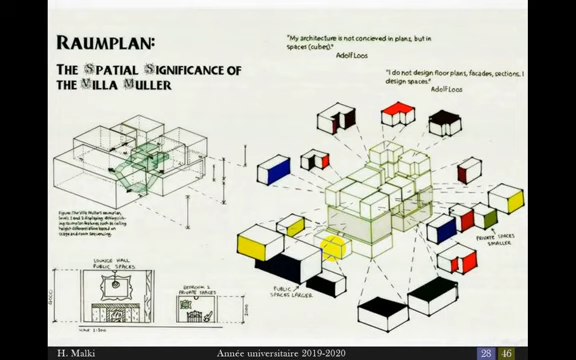 "My architecture is not concieved in plans, but in
spaces (cubes)."
Adolf Loos
RAUMPLAN:
THE SPATIAL SIGNIFICANCE OF
THE VILLA MULLER
"I do not design floor plans, facades, sections, I
design spaces."
Adolf Loos
PRIVATE SPACES
SMALLER
LOUNGE HALL
PUBLIC SPACES
BEDROOM 2
PRIVATE SPACES
PUBLIC
SPACES LARGER
H. Malki
Année universitaire 2019-2020
28
46